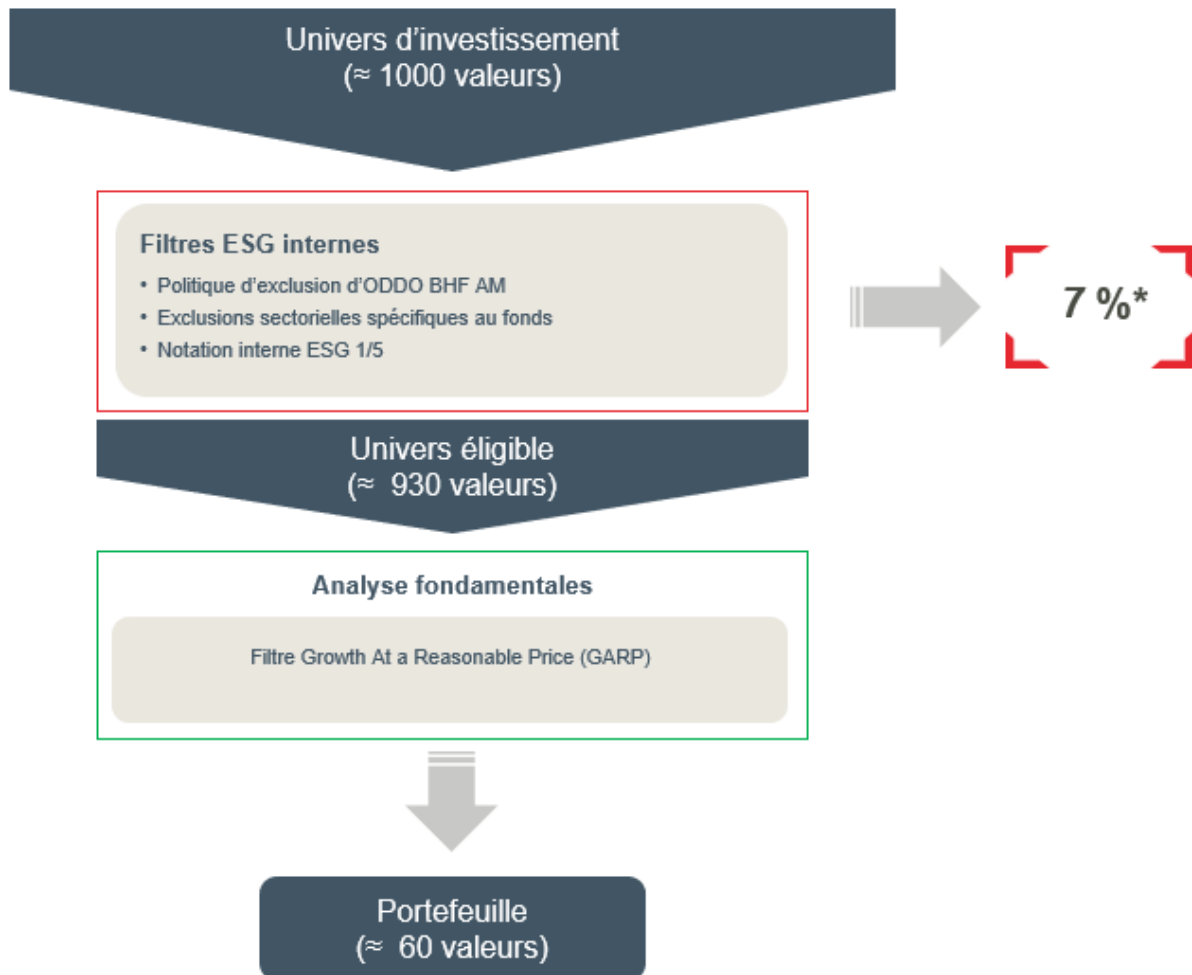 Univers d'investissement
(≈ 1000 valeurs)
Filtres ESG internes
• Politique d'exclusion d'ODDO BHF AM
• Exclusions sectorielles spécifiques au fonds
• Notation interne ESG 1/5
7 %*
Univers éligible
(≈ 930 valeurs)
Analyse fondamentales
Filtre Growth At a Reasonable Price (GARP)
Portefeuille
(≈ 60 valeurs)